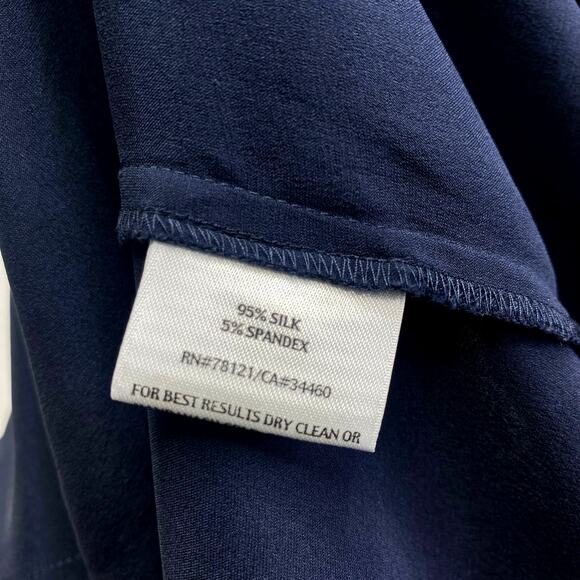 95% SILK
5% SPANDEX
RN#78121/CA#34460
FOR BEST RESULTS DRY CLEAN OR